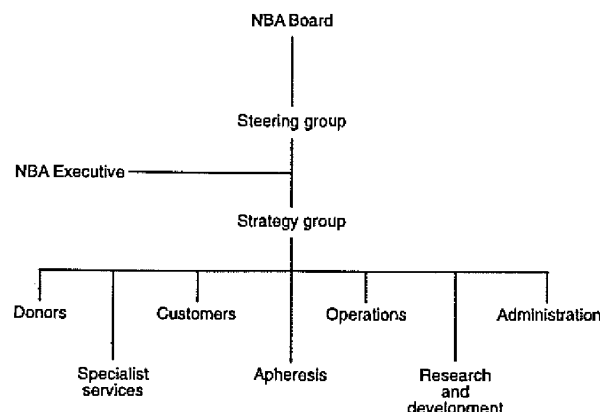 NBA Board
Steering group
NBA Executive
Strategy group
Donors
Customers
Operations
Administration
Specialist
services
Apheresis
Research
and
development